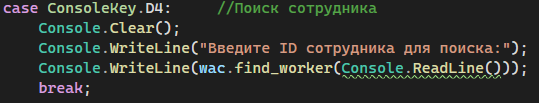 case ConsoleKey.D4:     //Поиск сотрудника
    Console.Clear();
    Console.WriteLine("Введите ID сотрудника для поиска:");
    Console.WriteLine(wac.find_worker(Console.ReadLine()));
    break;